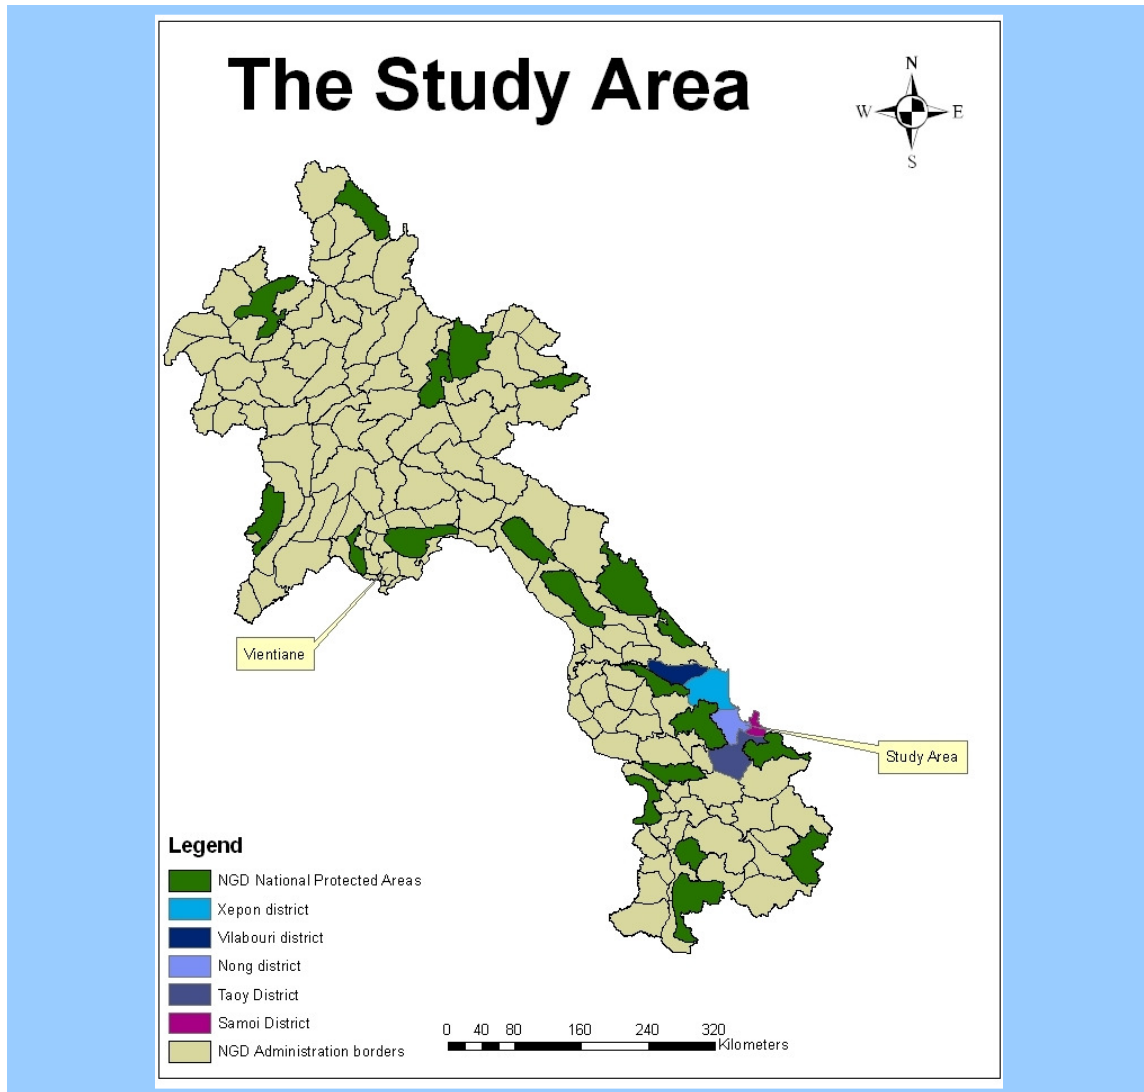 The Study Area
N
W E
S
Vientiane
Study Area
Legend
NGD National Protected Areas
Xepon district
Vilabouri district
Nong district
Taoy District
Samoi District
NGD Administration borders
0 40 80 160 240 320
Kilometers